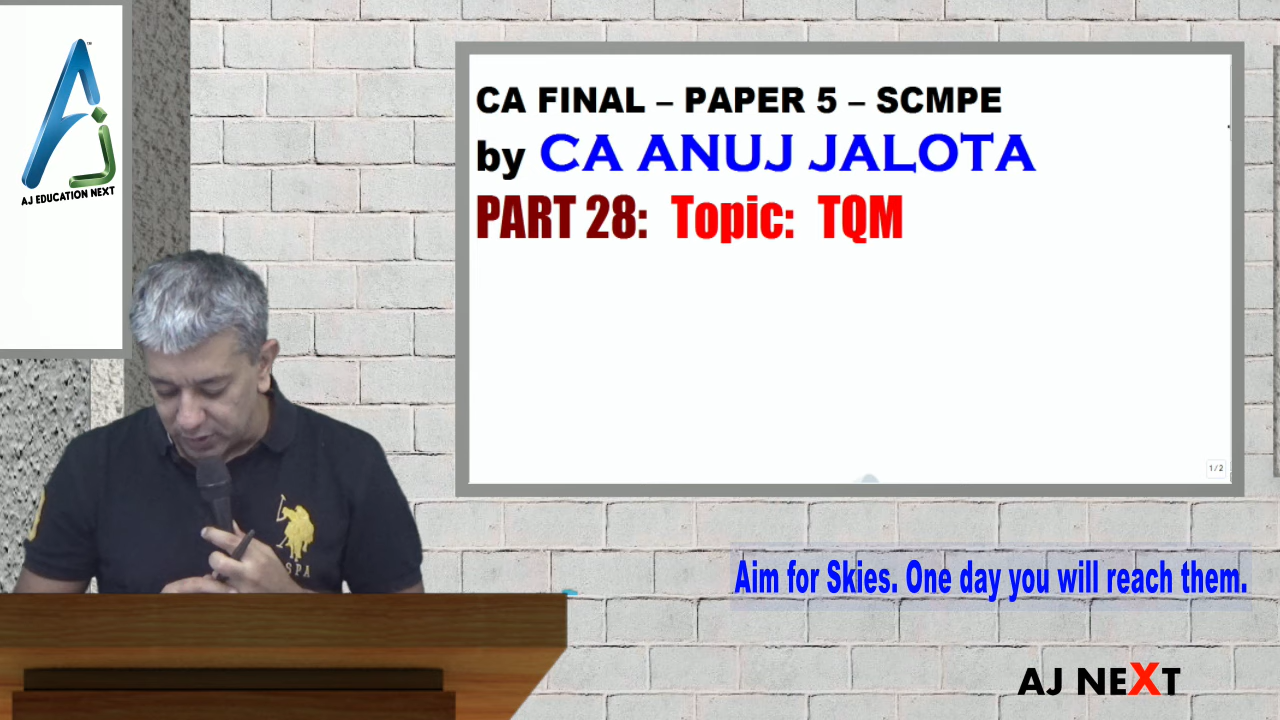 AJ EDUCATION NEXT
CA FINAL – PAPER 5 – SCMPE
by CA ANUJ JALOTA
PART 28: Topic: TQM
1/2
Aim for Skies. One day you will reach them.
AJ NEXT